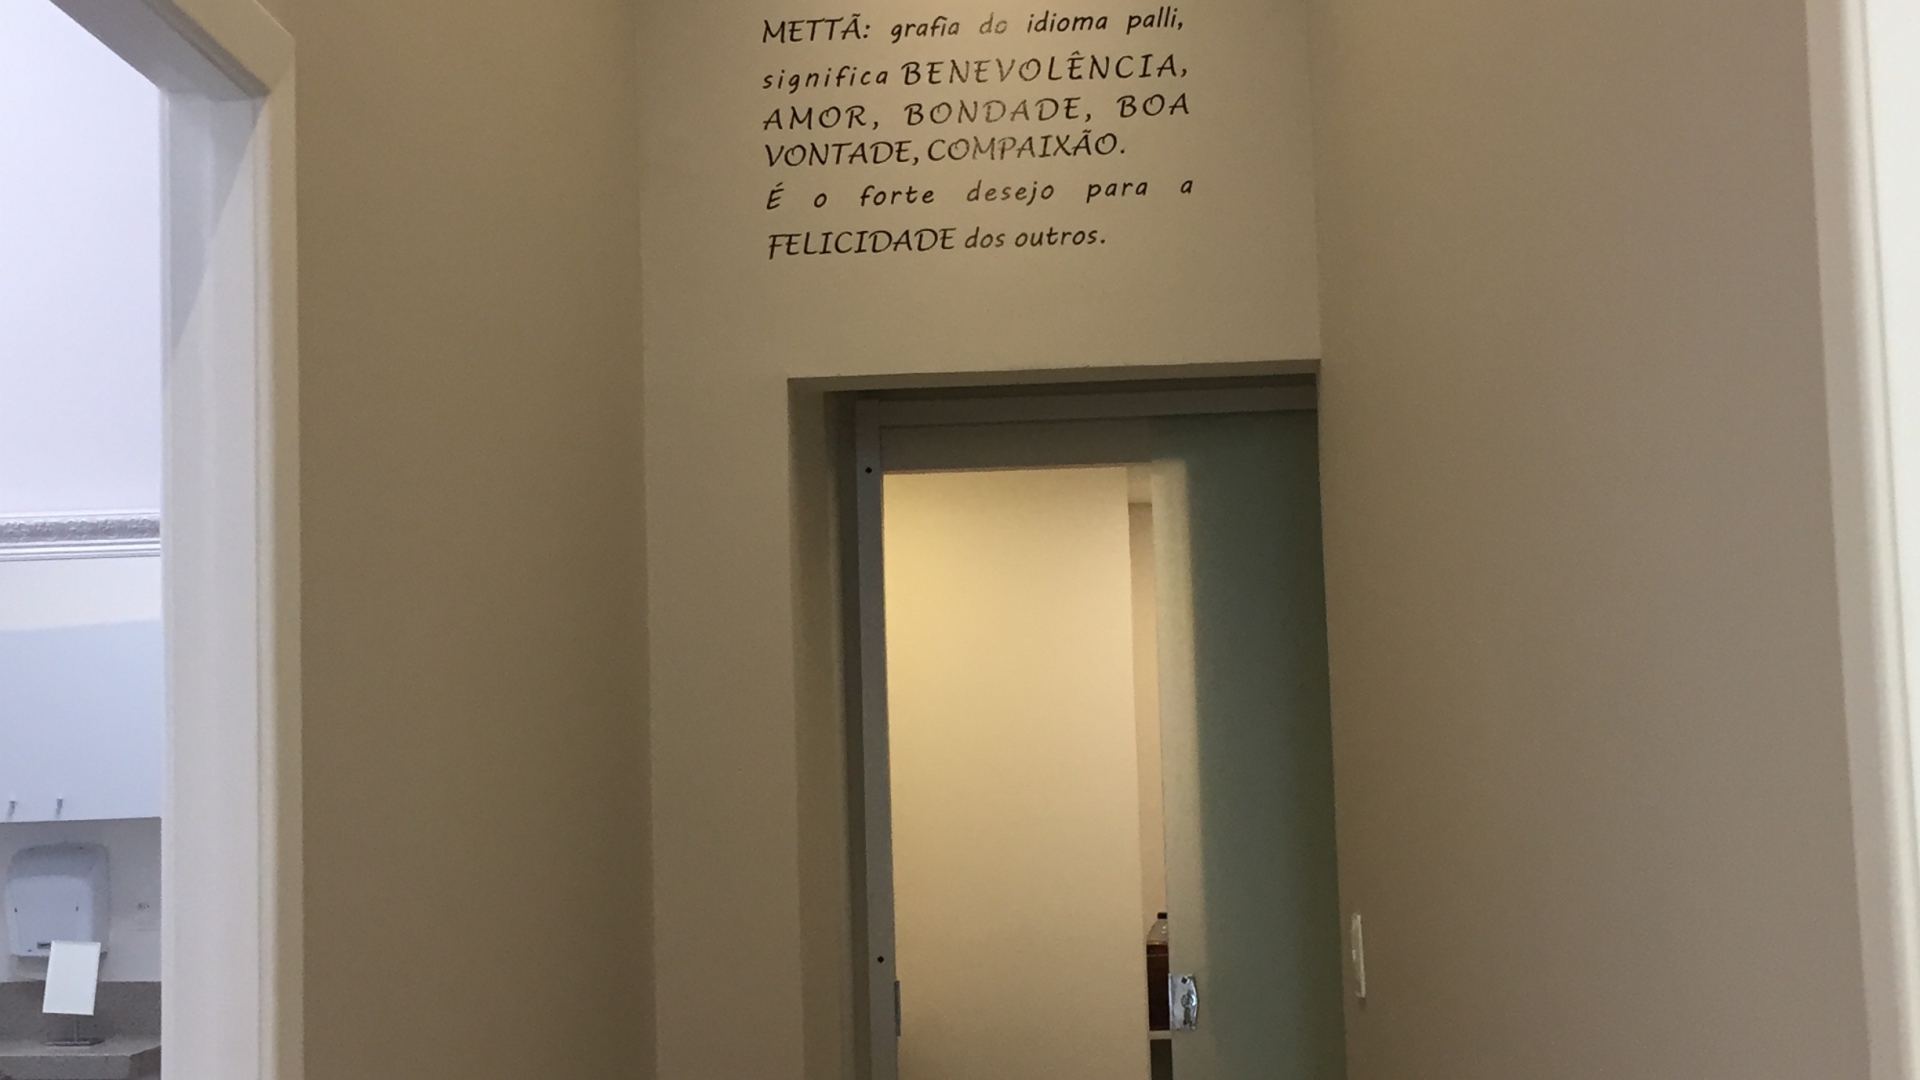 METTÃ: grafia do idioma palli,
significa BENEVOLÊNCIA,
AMOR, BONDADE, BOA
VONTADE, COMPAIXÃO.
É o forte desejo para a
FELICIDADE dos outros.